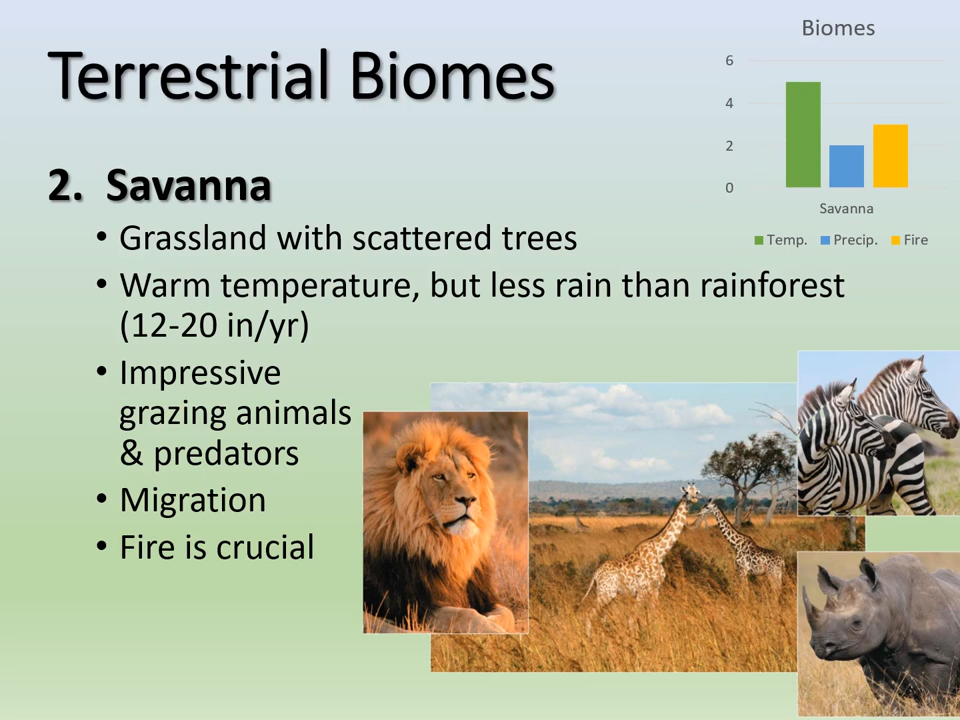 Terrestrial Biomes
2. Savanna
• Grassland with scattered trees
• Warm temperature, but less rain than rainforest
(12-20 in/yr)
• Impressive
grazing animals
& predators
• Migration
• Fire is crucial
Biomes
6
4
2
0
Savanna
Temp. Precip. Fire